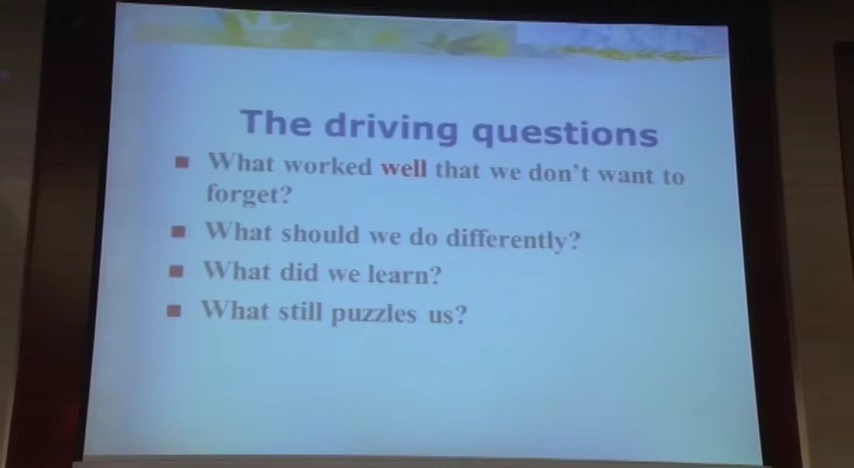 The driving questions
What worked well that we don't want to
forget?
What should we do differently?
What did we learn?
What still puzzles us?